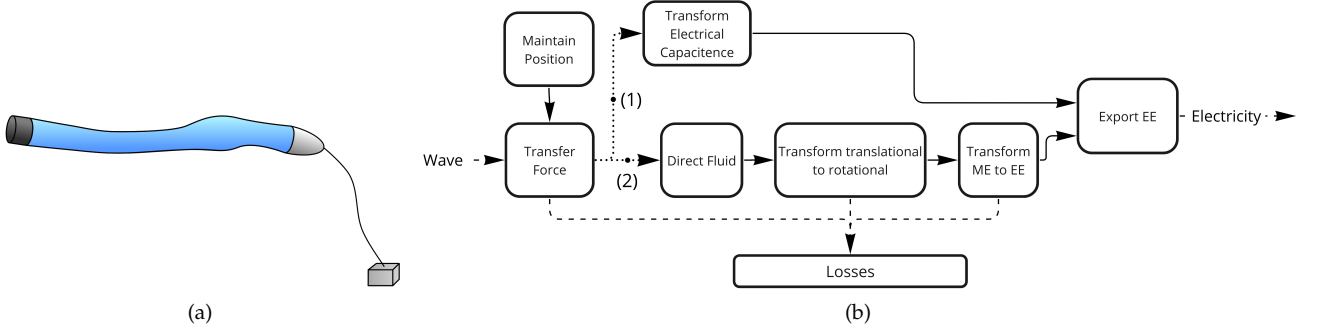 Maintain
Position
Transform
Electrical
Capacitence
(1)
Wave
Transfer
Force
(2)
Direct Fluid
Transform translational
to rotational
Transform
ME to EE
Export EE
Electricity
Losses
(a)
(b)